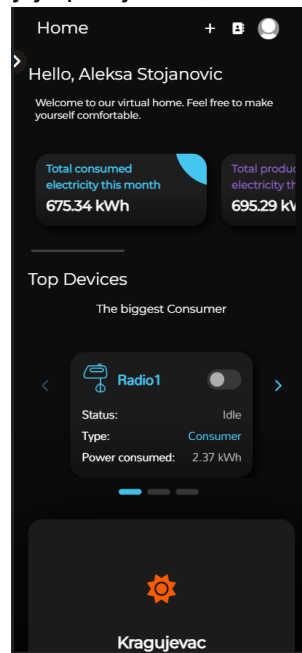 Home
Hello, Aleksa Stojanovic
Welcome to our virtual home. Feel free to make
yourself comfortable.
Total consumed
electricity this month
675.34 kWh
Total produc
electricity th
695.29 kW
Top Devices
The biggest Consumer
Radio1
Status: Idle
Type: Consumer
Power consumed: 2.37 kWh
Kragujevac